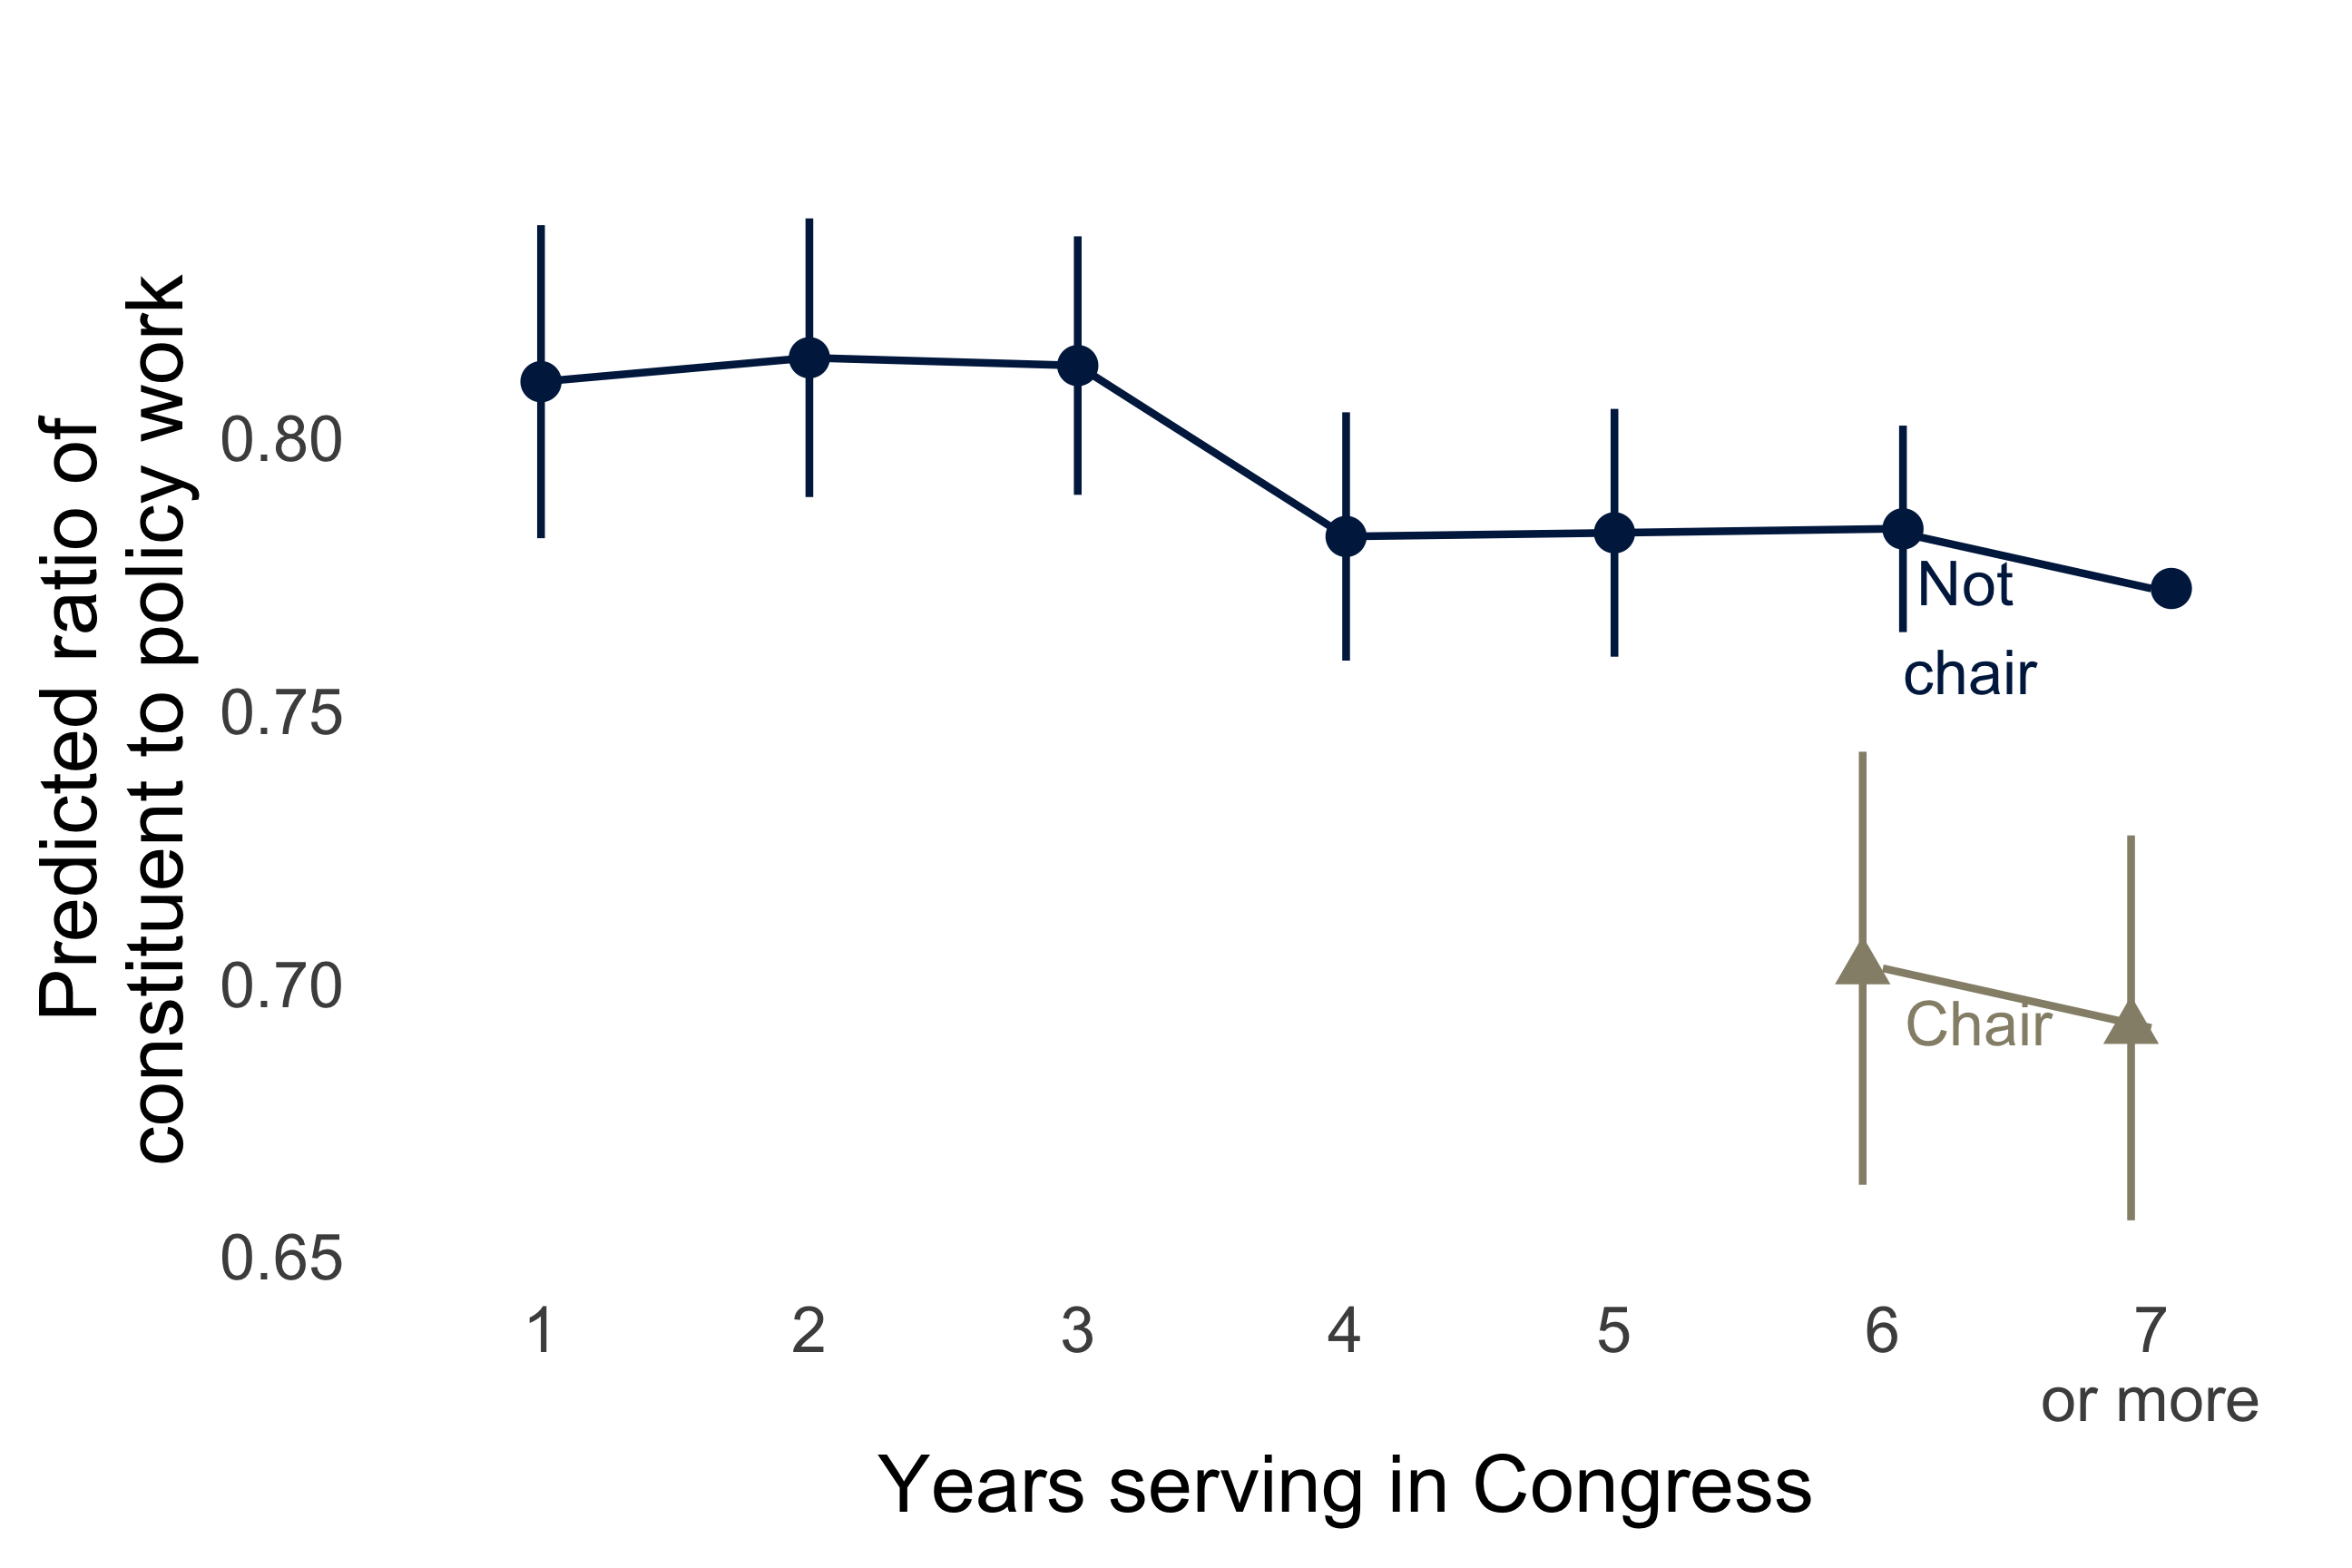 Predicted ratio of
constituent to policy work
0.80
0.75
0.70
0.65
Not
chair
Chair
1 2 3 4 5 6 7
or more
Years serving in Congress